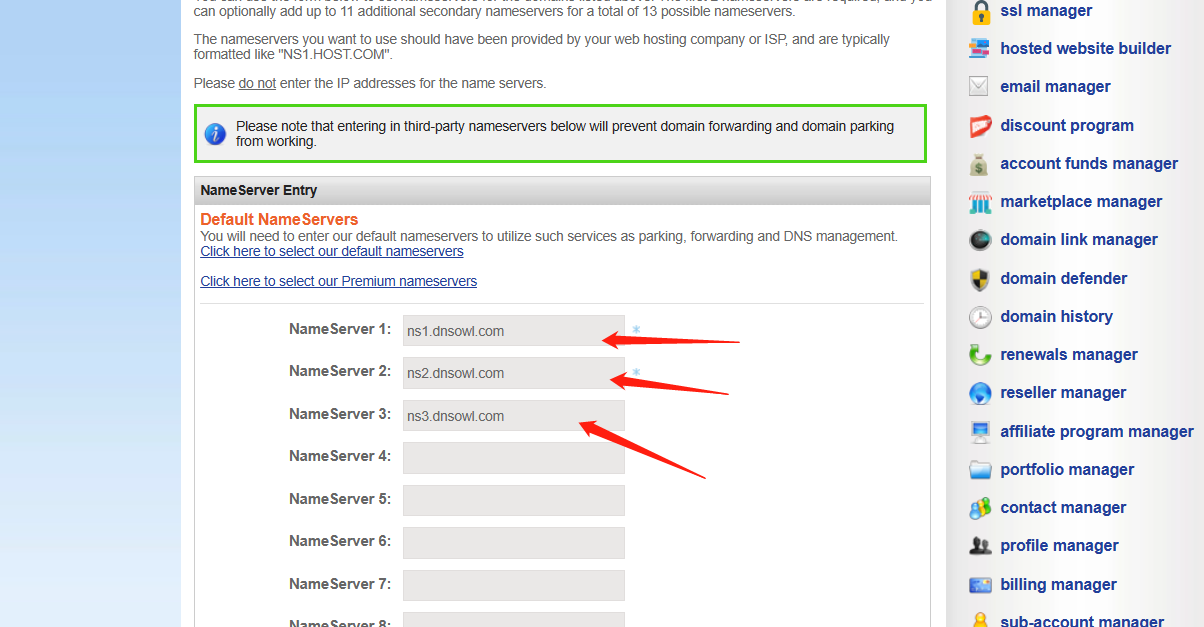 can optionally add up to 11 additional secondary nameservers for a total of 13 possible nameservers.
The nameservers you want to use should have been provided by your web hosting company or ISP, and are typically
formatted like "NS1.HOST.COM".
Please do not enter the IP addresses for the name servers.
Please note that entering in third-party nameservers below will prevent domain forwarding and domain parking
from working.
NameServer Entry
Default NameServers
You will need to enter our default nameservers to utilize such services as parking, forwarding and DNS management.
Click here to select our default nameservers
Click here to select our Premium nameservers
NameServer 1: ns1.dnsowl.com *
NameServer 2: ns2.dnsowl.com *
NameServer 3: ns3.dnsowl.com
NameServer 4:
NameServer 5:
NameServer 6:
NameServer 7:
NameServer 8:
ssl manager
hosted website builder
email manager
discount program
account funds manager
marketplace manager
domain link manager
domain defender
domain history
renewals manager
reseller manager
affiliate program manager
portfolio manager
contact manager
profile manager
billing manager
sub-account manager